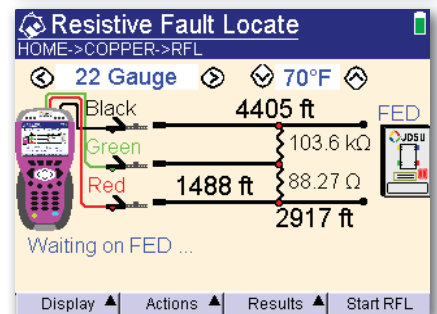 Resistive Fault Locate
HOME->COPPER->RFL
22 Gauge 70°F
Black 4405 ft FED
Green 103.6 kΩ JDSU
Red 1488 ft 88.27 Ω
2917 ft
Waiting on FED ...
Display Actions Results Start RFL